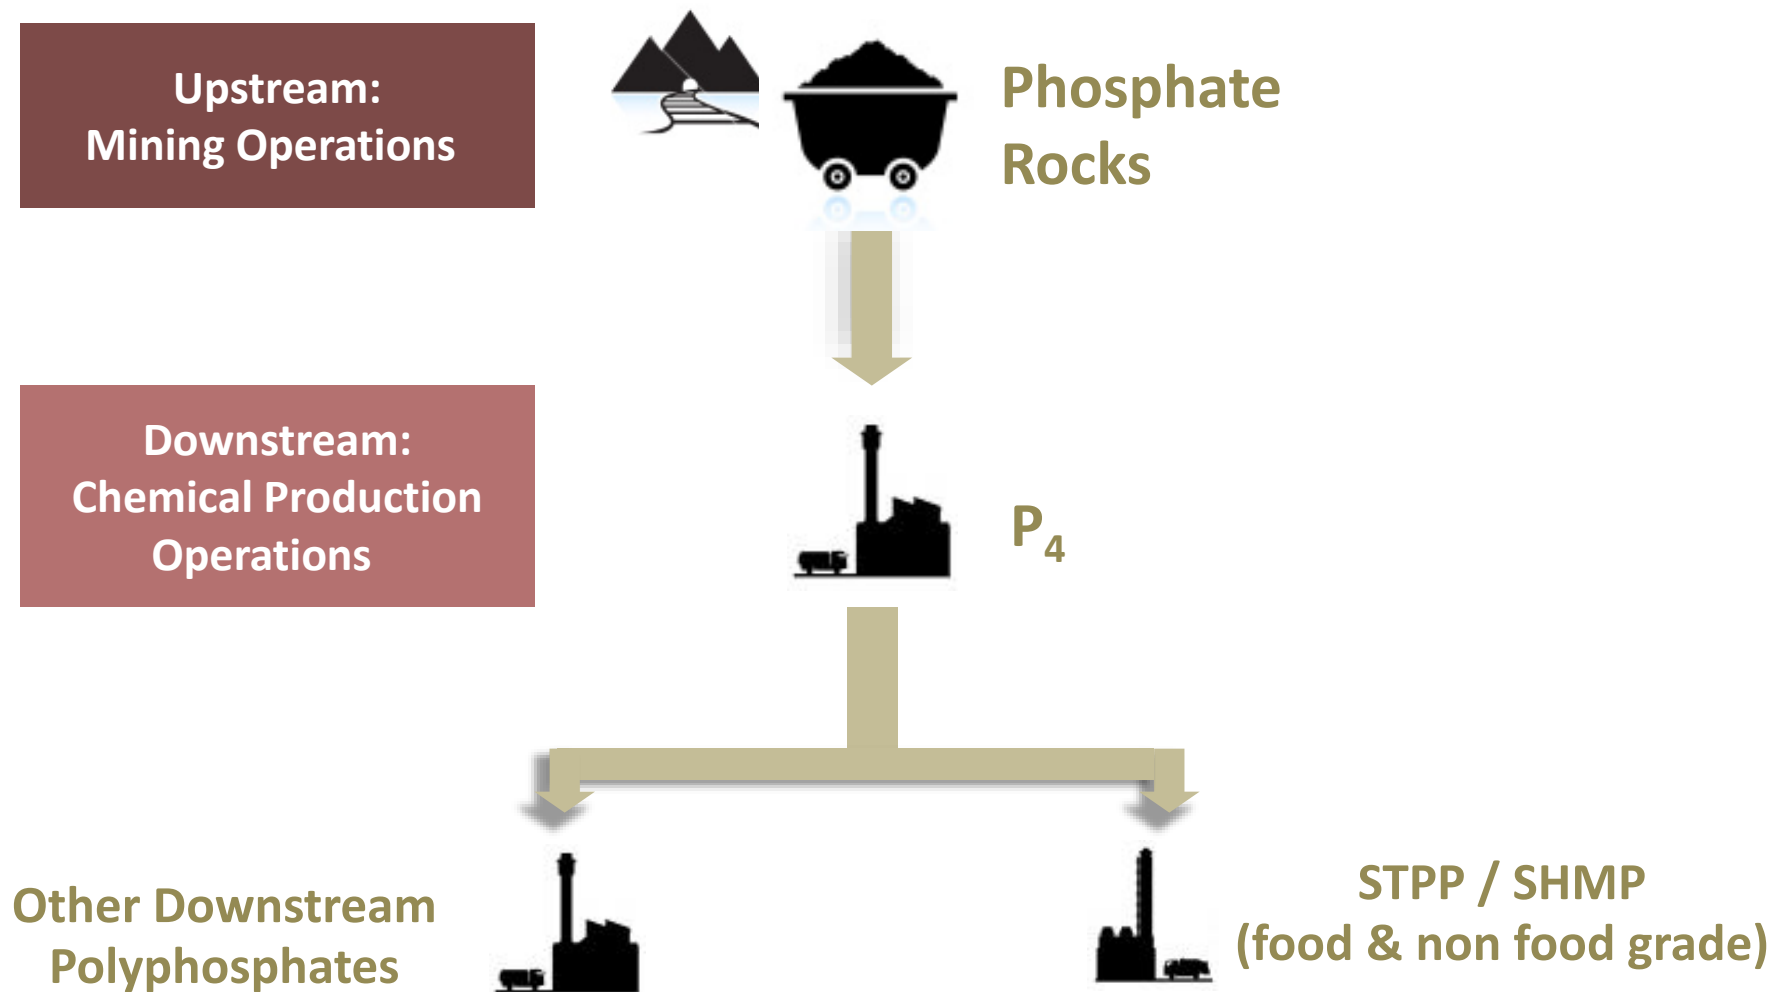 Upstream:
Mining Operations
Phosphate
Rocks
Downstream:
Chemical Production
Operations
P₄
Other Downstream
Polyphosphates
STPP / SHMP
(food & non food grade)